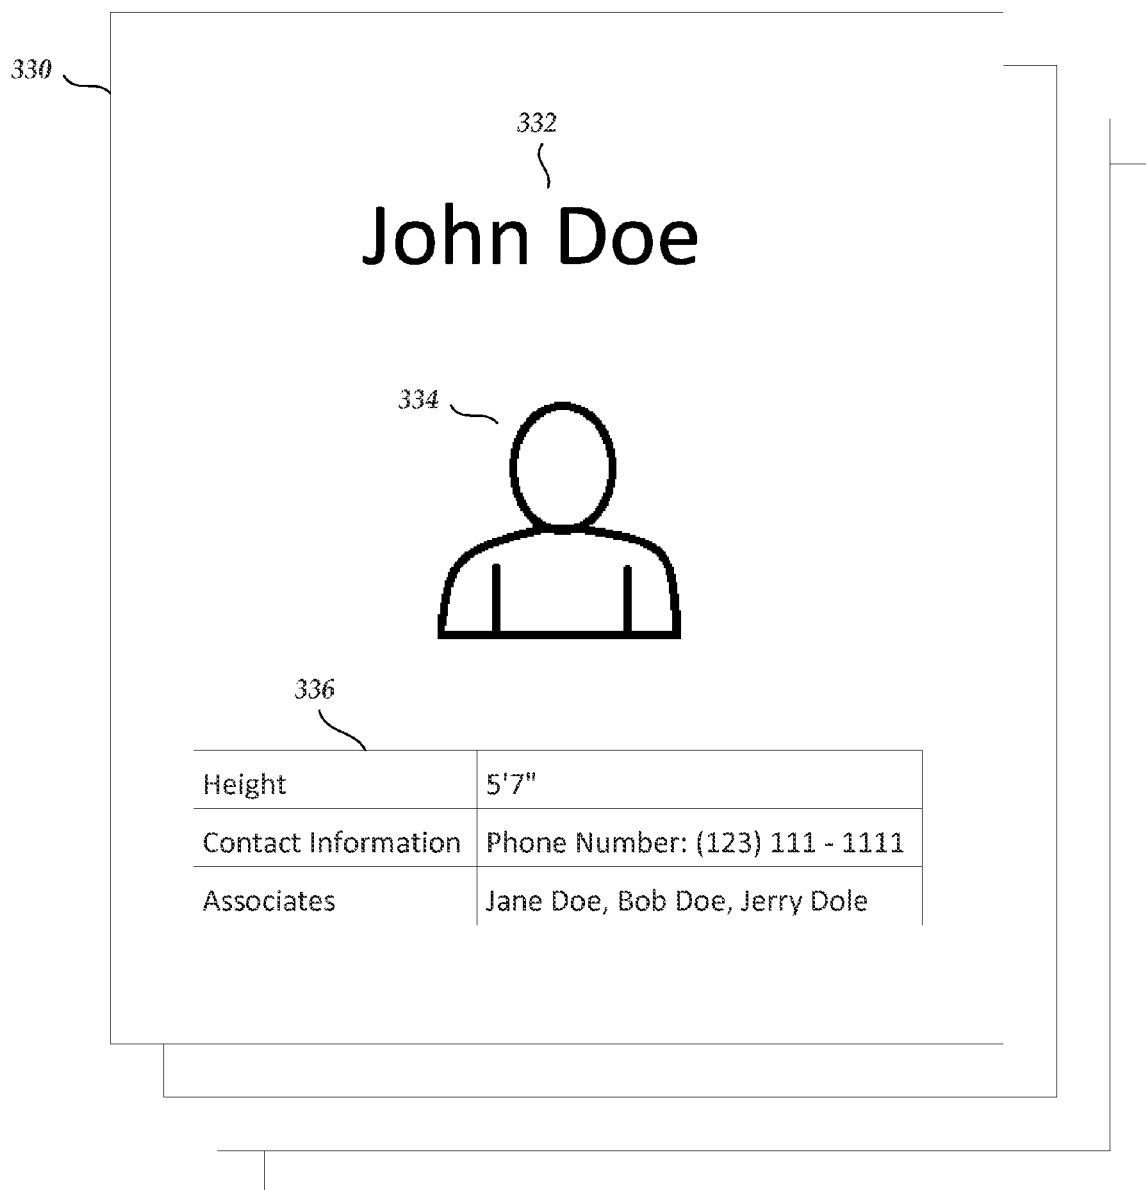 330
332
John Doe
334
336
Height 5'7"
Contact Information Phone Number: (123) 111 - 1111
Associates Jane Doe, Bob Doe, Jerry Dole